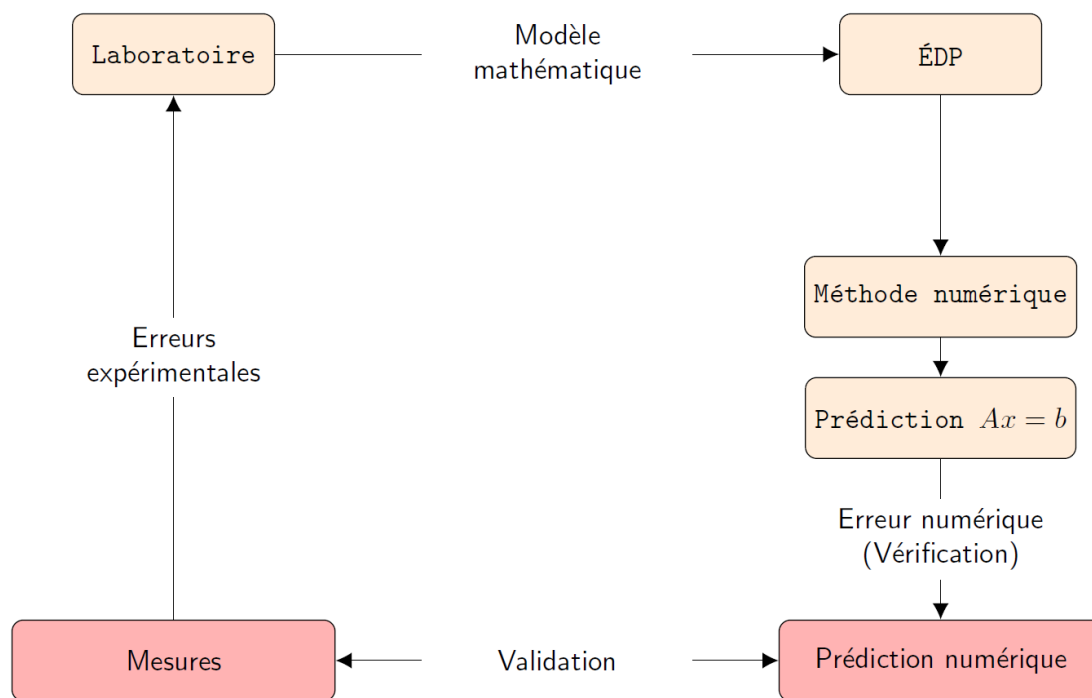 Laboratoire
Modèle
mathématique
ÉDP
Méthode numérique
Prédiction Ax = b
Erreurs
expérimentales
Erreur numérique
(Vérification)
Mesures
Validation
Prédiction numérique